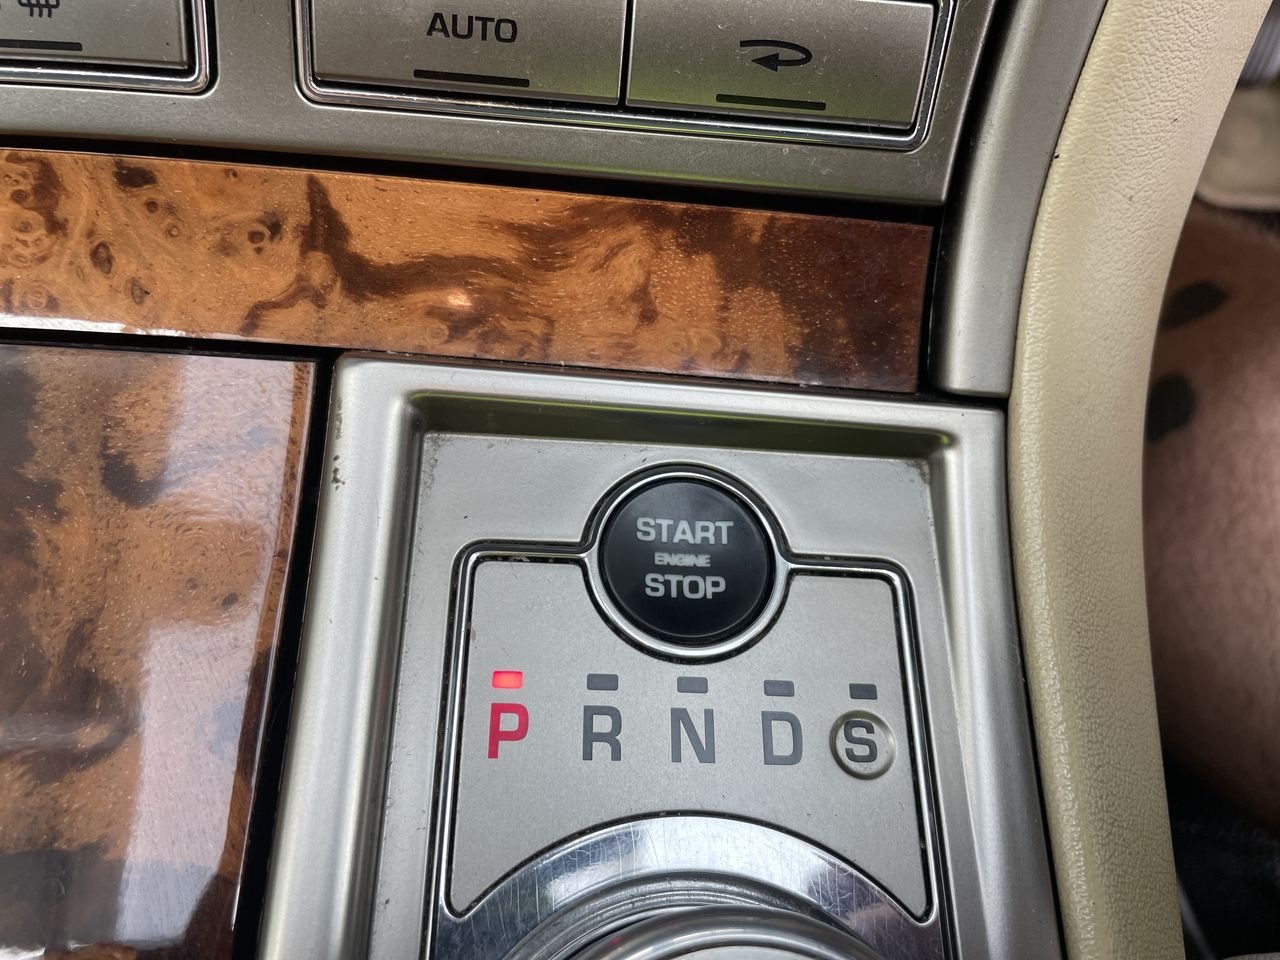 AUTO
START
ENGINE
STOP
P R N D S